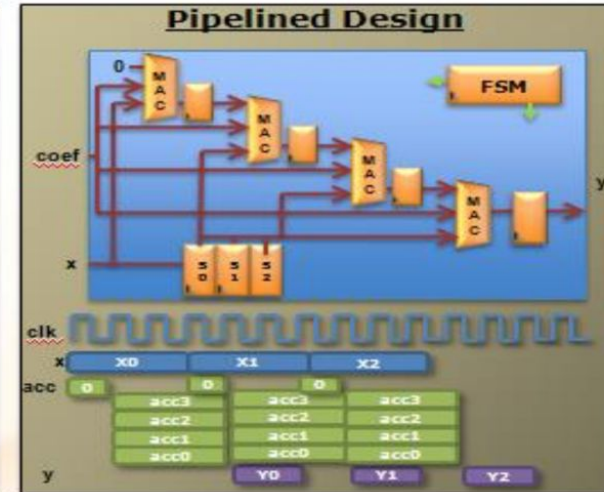 Pipelined Design
0
MAC
FSM
MAC
coef
MAC
y
MAC
x
S0 S1 S2
clk
x X0 X1 X2
acc 0 0 0
acc3 acc3 acc3
acc2 acc2 acc2
acc1 acc1 acc1
acc0 acc0 acc0
y Y0 Y1 Y2